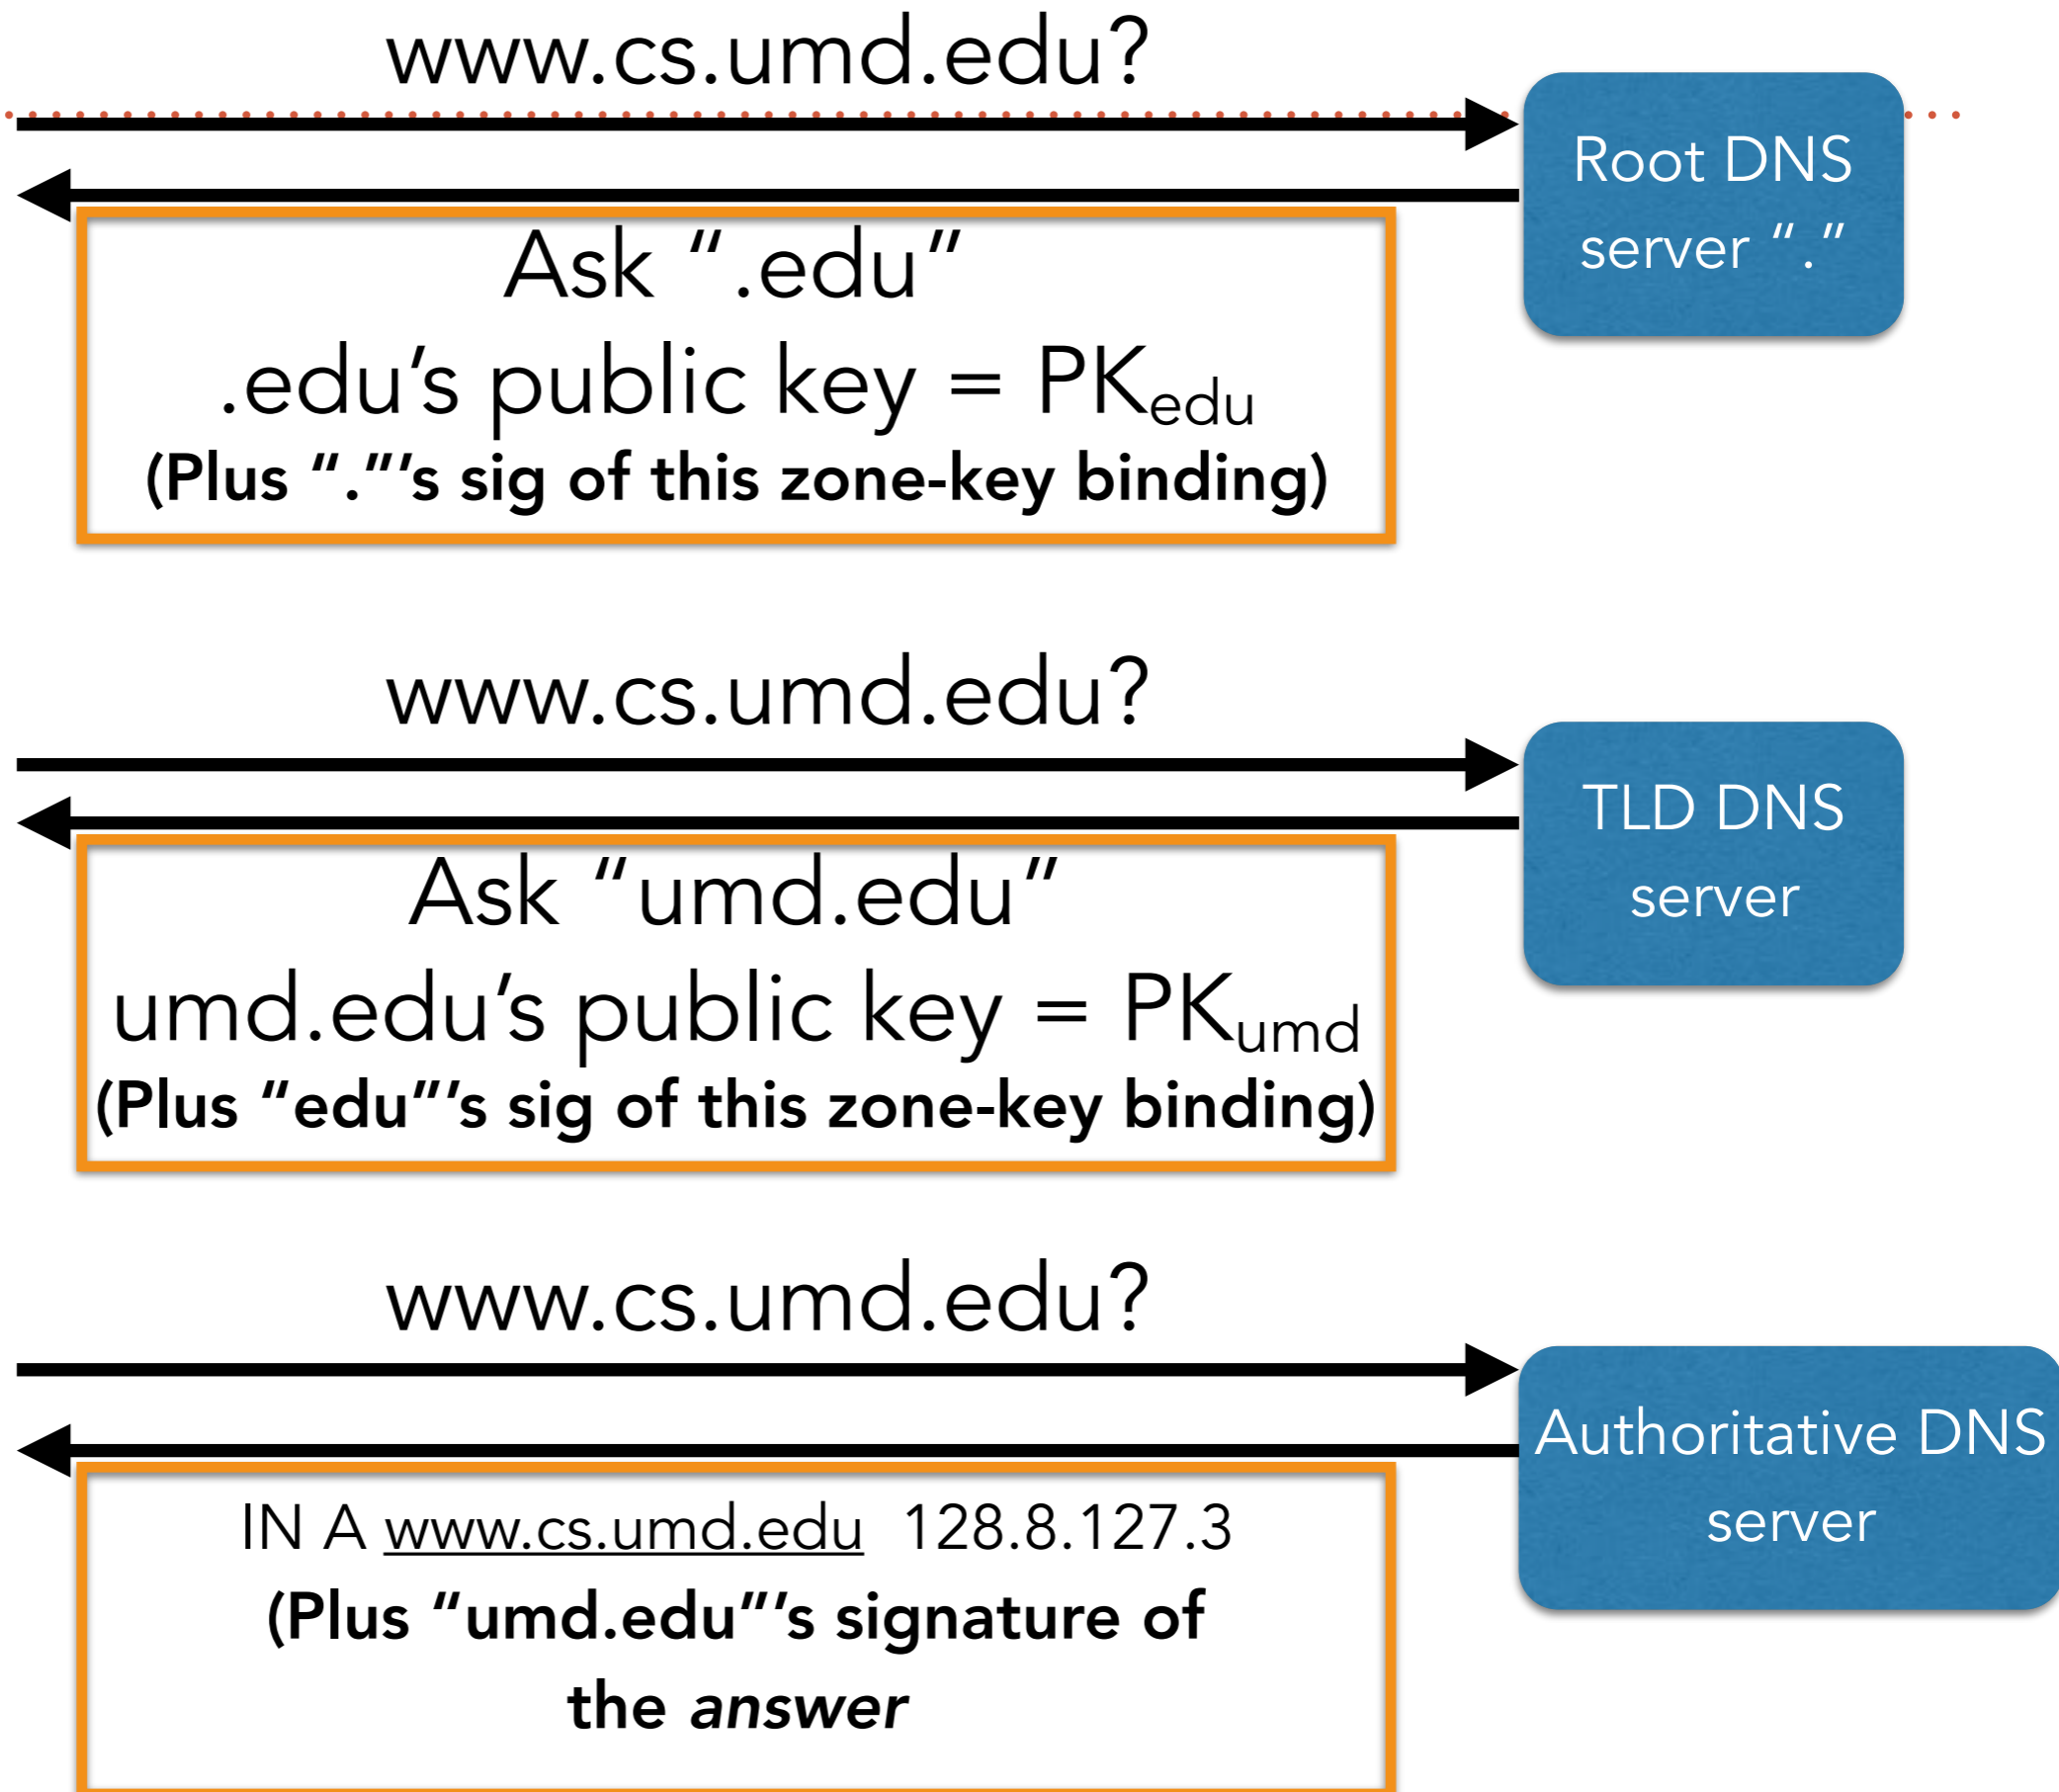 www.cs.umd.edu?
Root DNS
server “.”
Ask “.edu”
.edu’s public key = PKedu
(Plus “.”’s sig of this zone-key binding)
www.cs.umd.edu?
TLD DNS
server
Ask “umd.edu”
umd.edu’s public key = PKumd
(Plus “edu”’s sig of this zone-key binding)
www.cs.umd.edu?
Authoritative DNS
server
IN A www.cs.umd.edu 128.8.127.3
(Plus “umd.edu”’s signature of
the answer